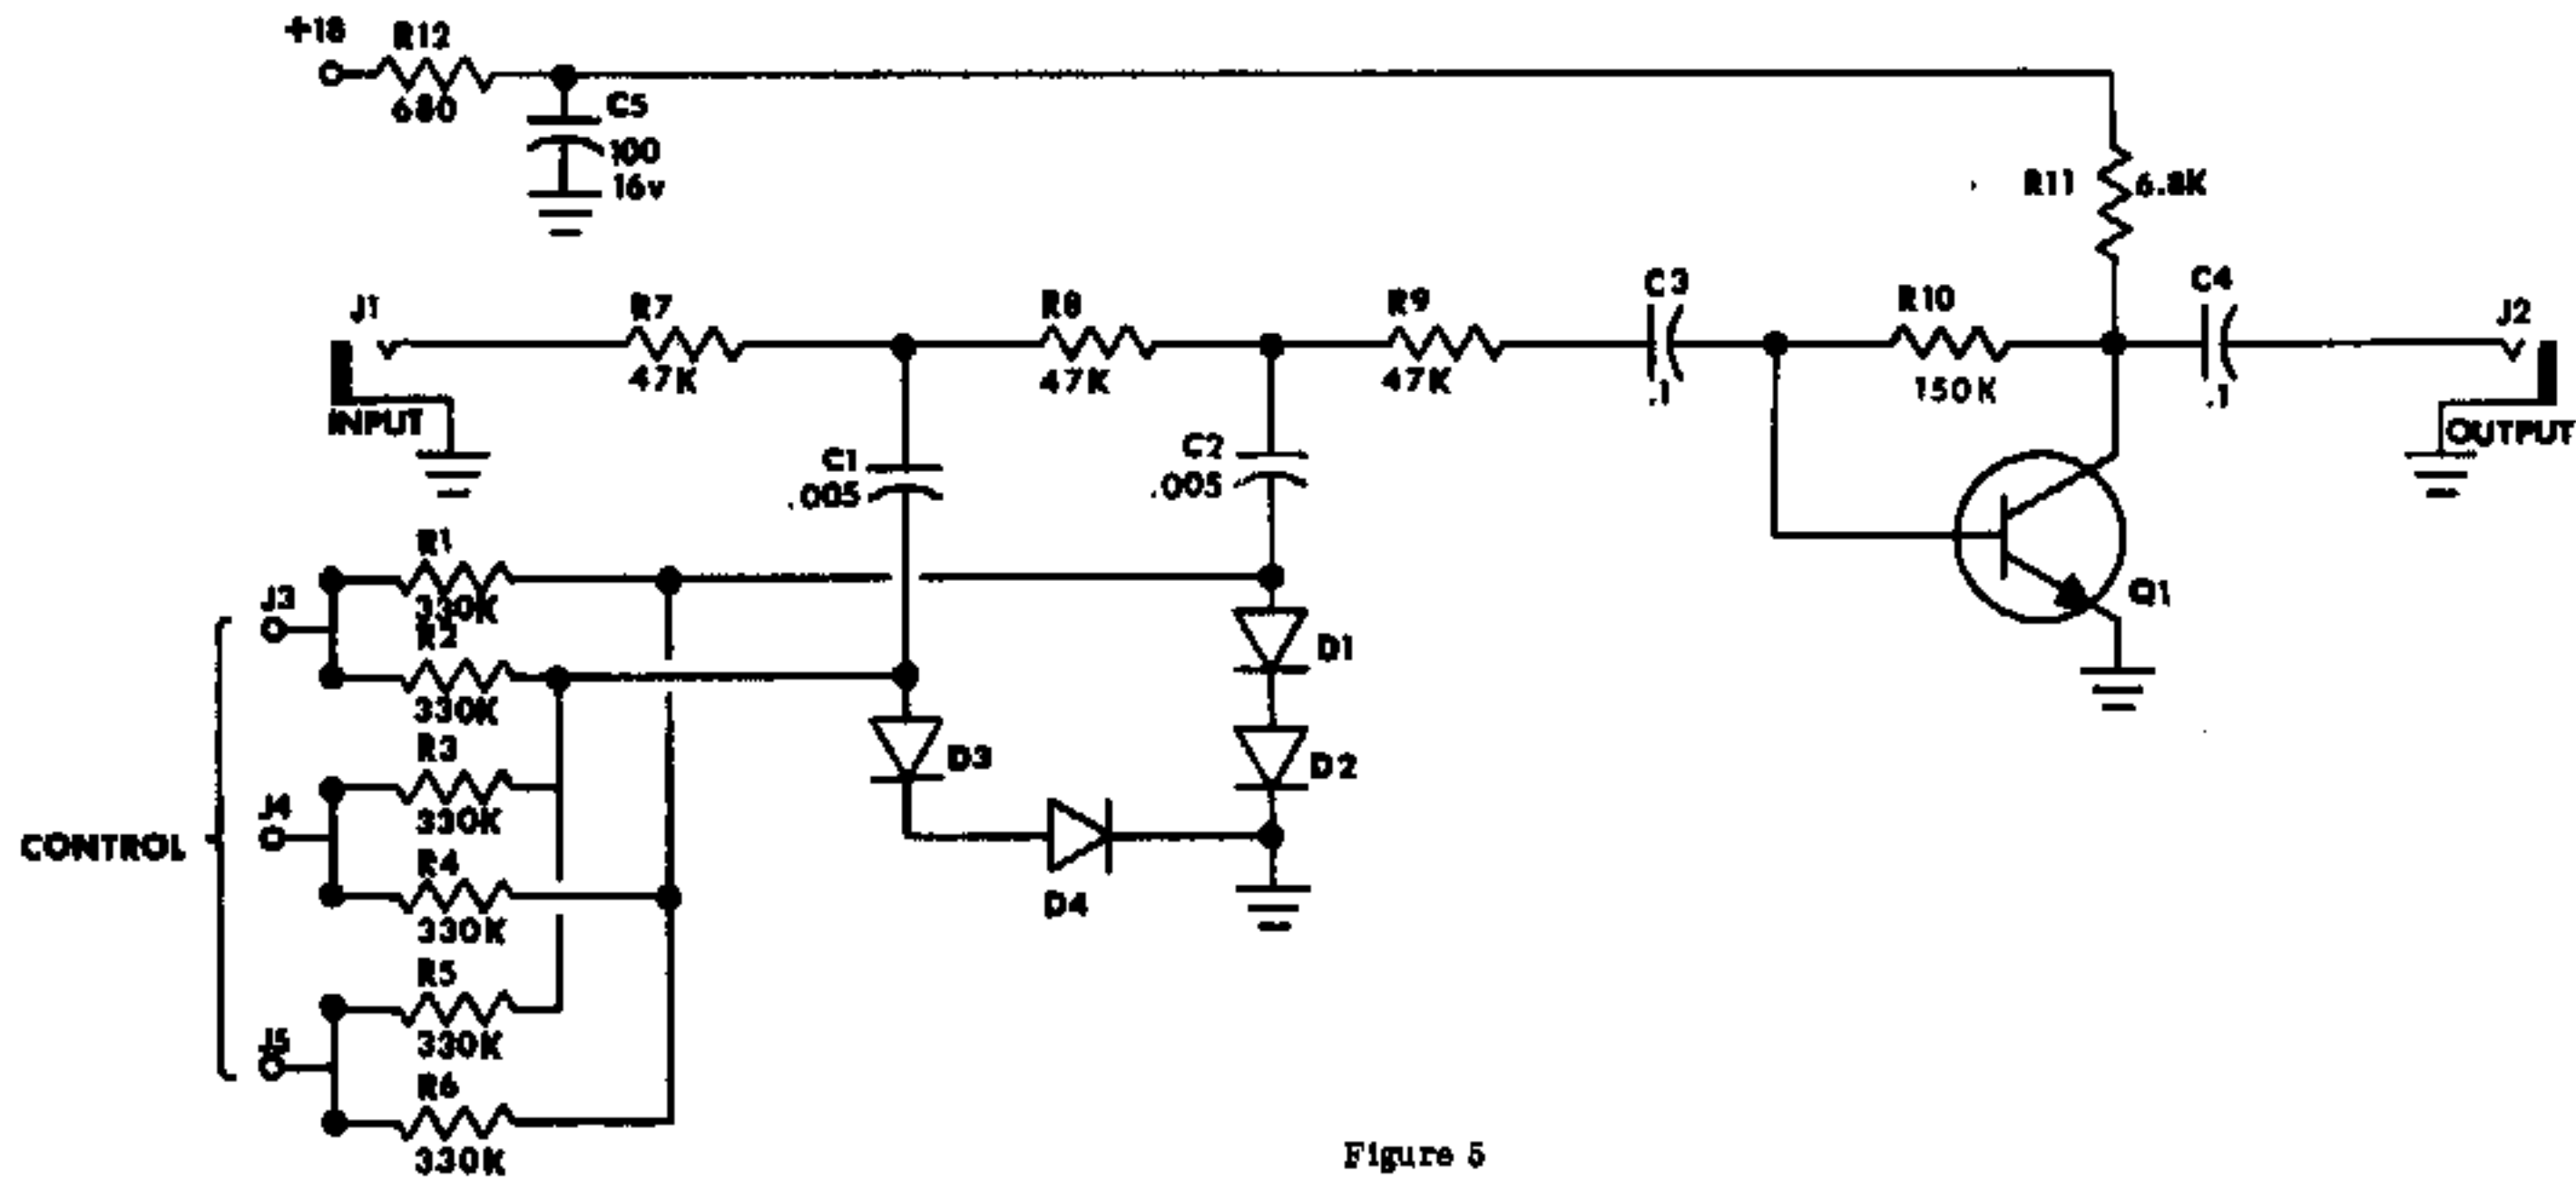 +18
R12
680
C5
100
16v
R11
6.8K
J1
INPUT
R7
47K
R8
47K
R9
47K
C3
.1
R10
150K
C4
.1
J2
OUTPUT
C1
.005
C2
.005
Q1
CONTROL
J3
R1
330K
R2
330K
J4
R3
330K
R4
330K
J5
R5
330K
R6
330K
D1
D2
D3
D4
Figure 5